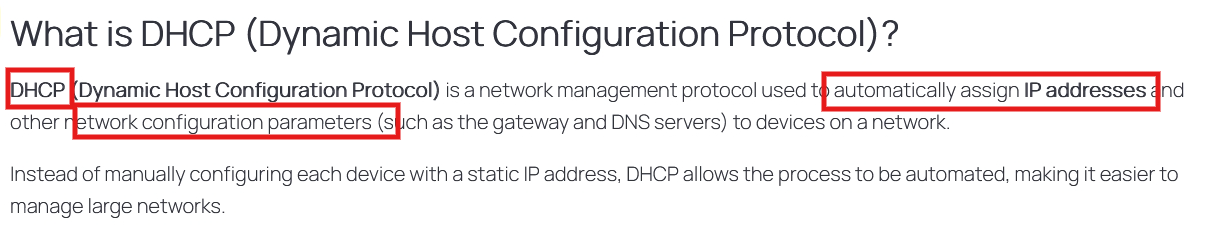 What is DHCP (Dynamic Host Configuration Protocol)?
DHCP (Dynamic Host Configuration Protocol) is a network management protocol used to automatically assign IP addresses and
other network configuration parameters (such as the gateway and DNS servers) to devices on a network.
Instead of manually configuring each device with a static IP address, DHCP allows the process to be automated, making it easier to
manage large networks.